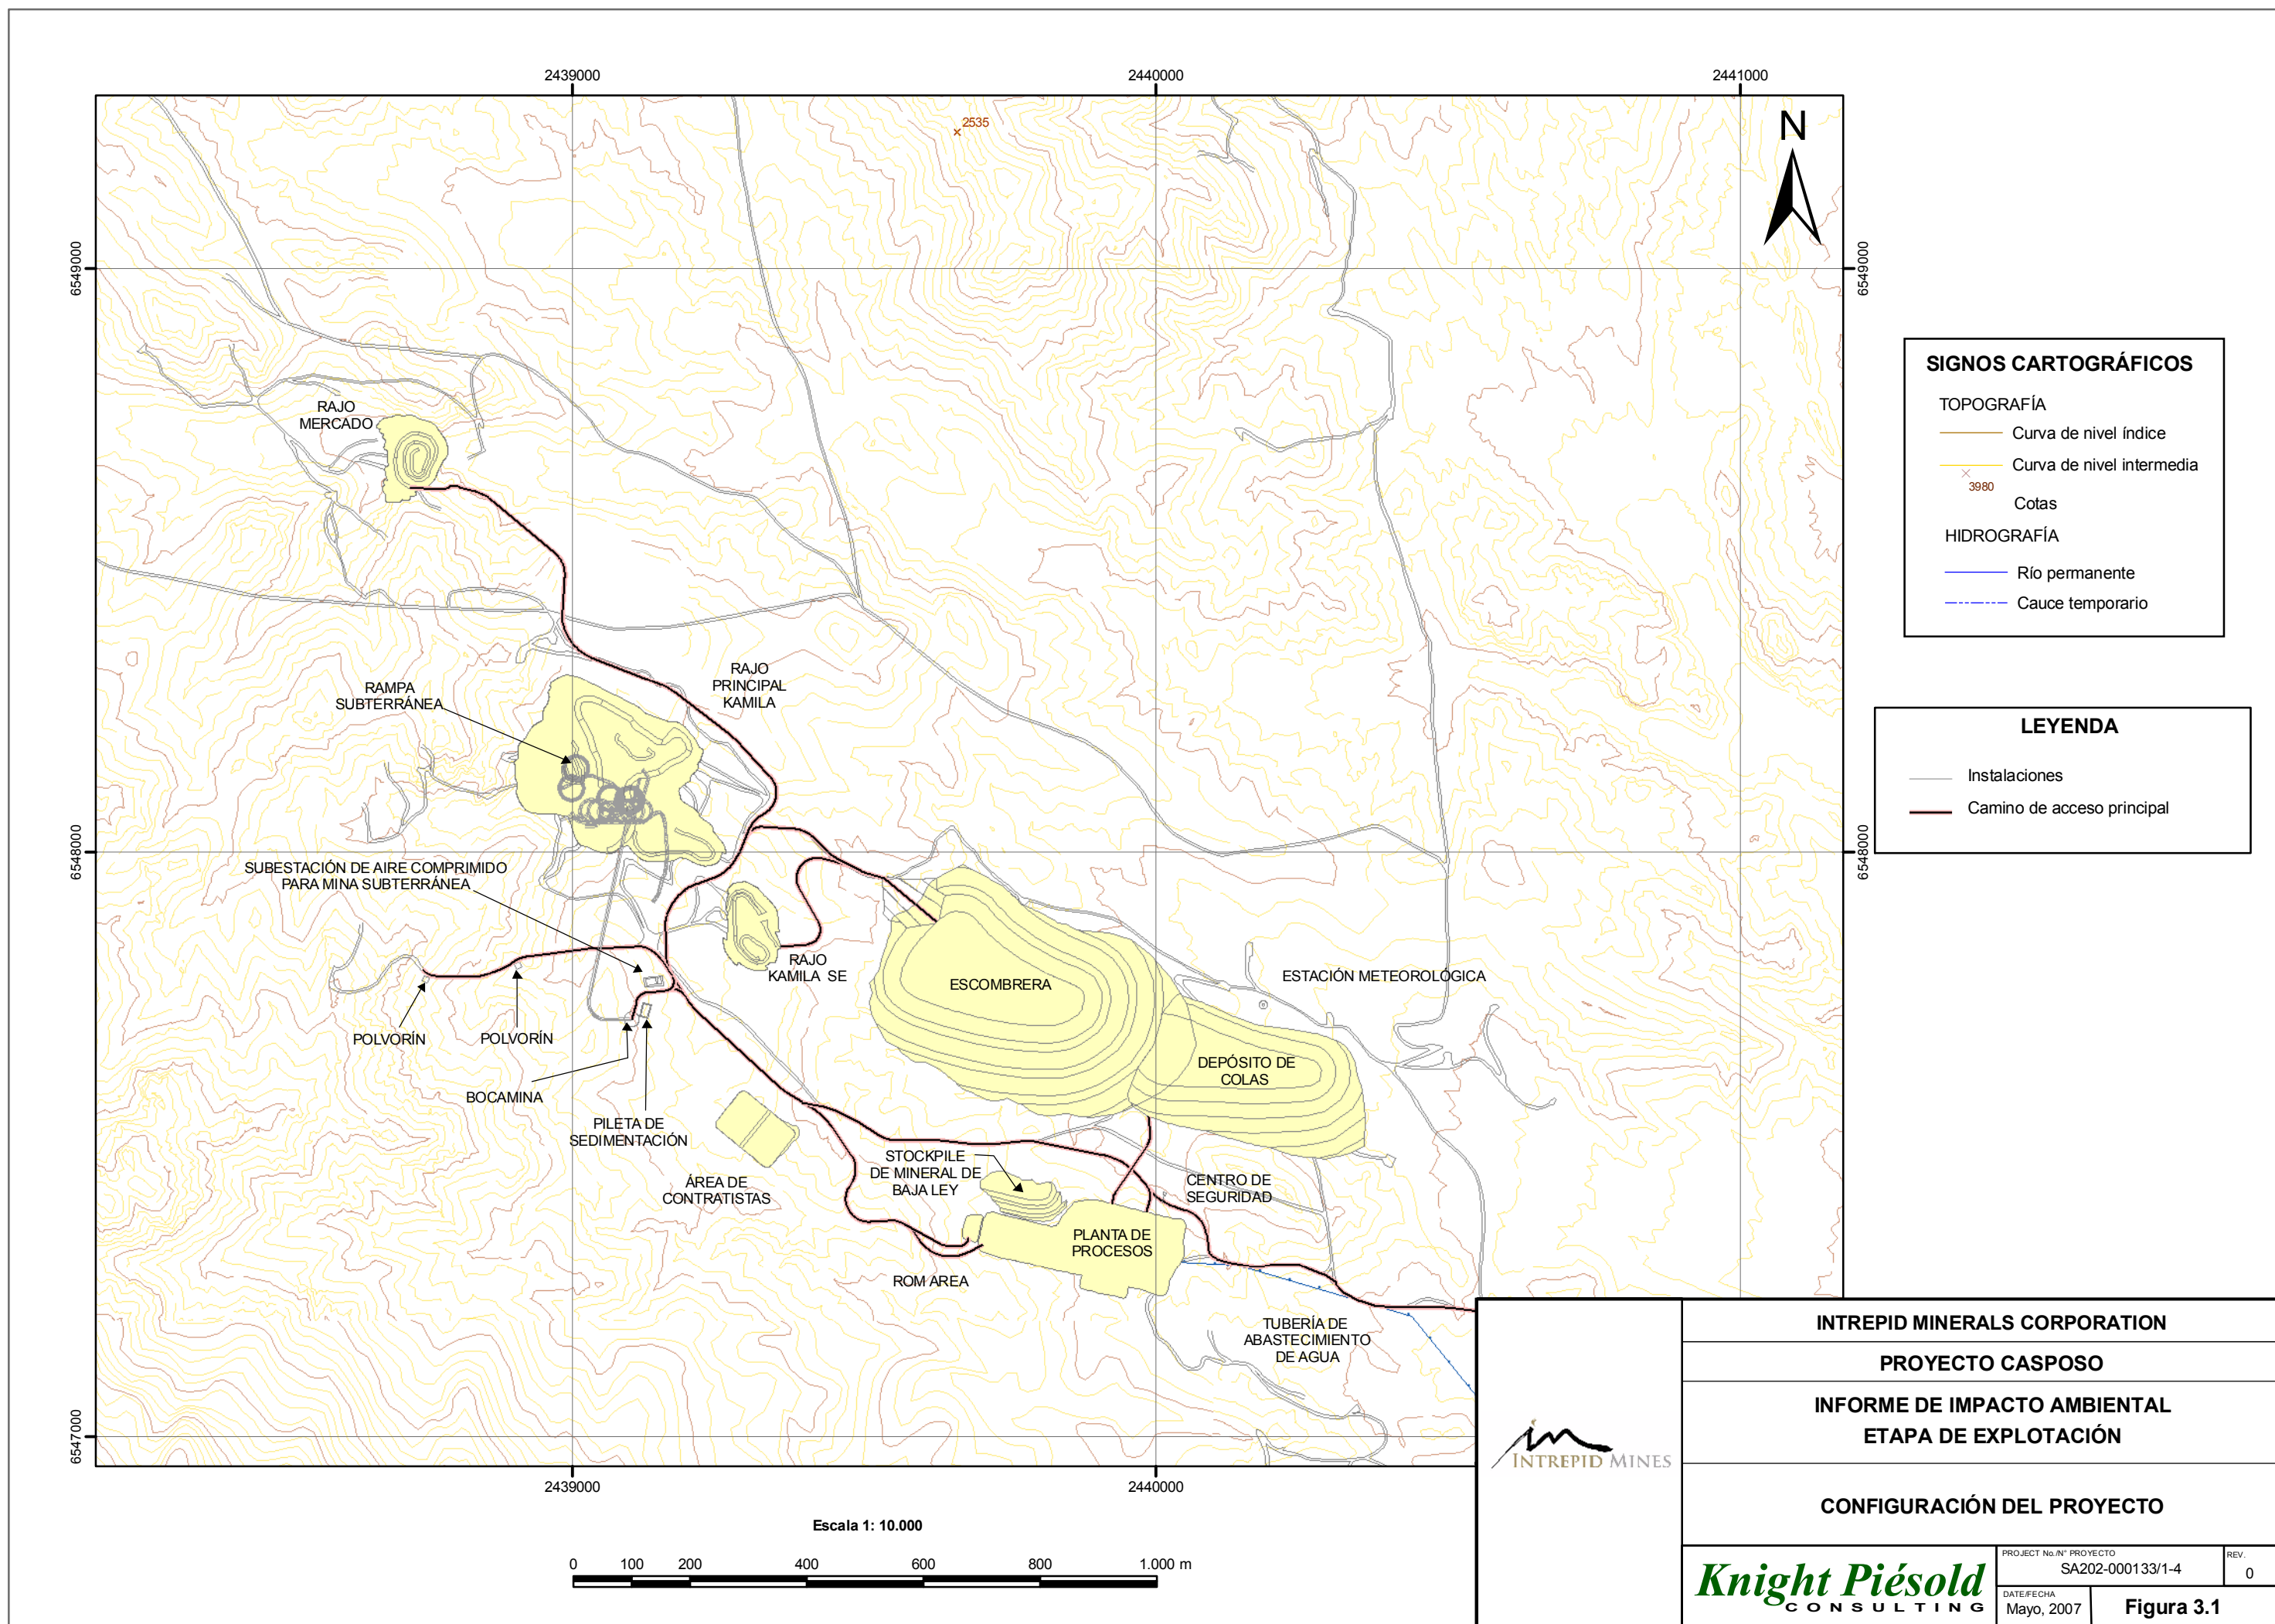 2439000
2440000
2441000
6549000
6548000
6547000
6549000
6548000
2439000
2440000
N
2535
RAJO
MERCADO
RAJO
PRINCIPAL
KAMILA
RAMPA
SUBTERRÁNEA
SUBESTACIÓN DE AIRE COMPRIMIDO
PARA MINA SUBTERRÁNEA
RAJO
KAMILA SE
ESCOMBRERA
ESTACIÓN METEOROLÓGICA
POLVORÍN
POLVORÍN
BOCAMINA
DEPÓSITO DE
COLAS
PILETA DE
SEDIMENTACIÓN
ÁREA DE
CONTRATISTAS
STOCKPILE
DE MINERAL DE
BAJA LEY
CENTRO DE
SEGURIDAD
PLANTA DE
PROCESOS
ROM AREA
TUBERÍA DE
ABASTECIMIENTO
DE AGUA
SIGNOS CARTOGRÁFICOS
TOPOGRAFÍA
Curva de nivel índice
Curva de nivel intermedia
3980
Cotas
HIDROGRAFÍA
Río permanente
Cauce temporario
LEYENDA
Instalaciones
Camino de acceso principal
Escala 1: 10.000
0 100 200 400 600 800 1.000 m
INTREPID MINES
INTREPID MINERALS CORPORATION
PROYECTO CASPOSO
INFORME DE IMPACTO AMBIENTAL
ETAPA DE EXPLOTACIÓN
CONFIGURACIÓN DEL PROYECTO
Knight Piésold
CONSULTING
PROJECT No./N° PROYECTO
SA202-000133/1-4
REV.
0
DATE/FECHA
Mayo, 2007
Figura 3.1